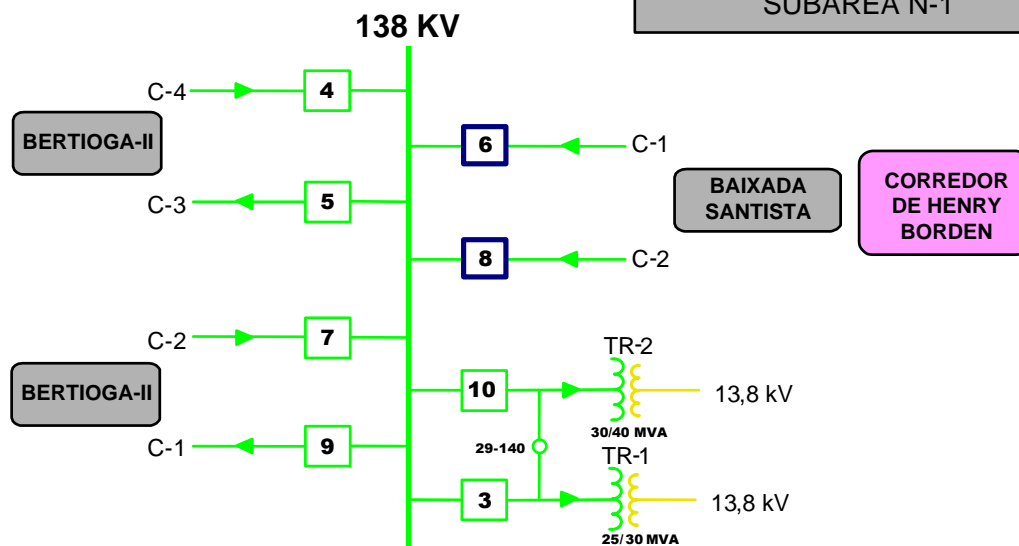 SUBÁREA N-1
138 KV
C-4
4
BERTIOGA-II
6
C-1
C-3
5
BAIXADA
SANTISTA
CORREDOR
DE HENRY
BORDEN
8
C-2
C-2
7
TR-2
BERTIOGA-II
10
13,8 kV
30/40 MVA
C-1
9
29-140
TR-1
3
13,8 kV
25/30 MVA